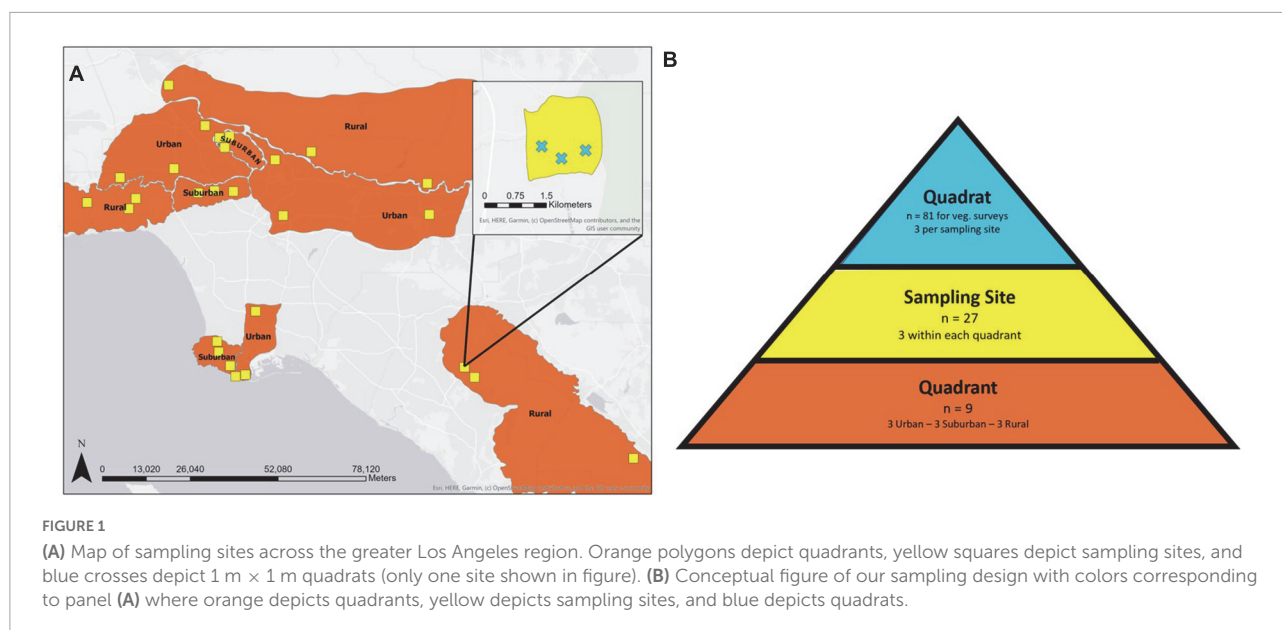 A
Rural
Urban
SUBURBAN
Suburban
Rural
Urban
0 0.75 1.5
Kilometers
Esri, HERE, Garmin, (c) OpenStreetMap contributors, and the
GIS user community
Urban
Suburban
Rural
N
0 13,020 26,040 52,080 78,120
Meters
Esri, HERE, Garmin, (c)
B
Quadrat
n = 81 for veg. surveys
3 per sampling site
Sampling Site
n = 27
3 within each quadrant
Quadrant
n = 9
3 Urban – 3 Suburban – 3 Rural
FIGURE 1
(A) Map of sampling sites across the greater Los Angeles region. Orange polygons depict quadrants, yellow squares depict sampling sites, and
blue crosses depict 1 m × 1 m quadrats (only one site shown in figure). (B) Conceptual figure of our sampling design with colors corresponding
to panel (A) where orange depicts quadrants, yellow depicts sampling sites, and blue depicts quadrats.